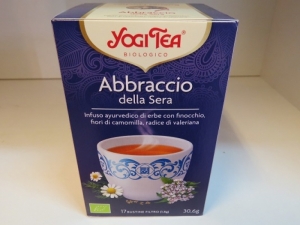 YOGI TEA
BIOLOGICO
Abbraccio
della Sera
Infuso ayurvedico di erbe con finocchio,
fiori di camomilla, radice di valeriana
17 30,6g